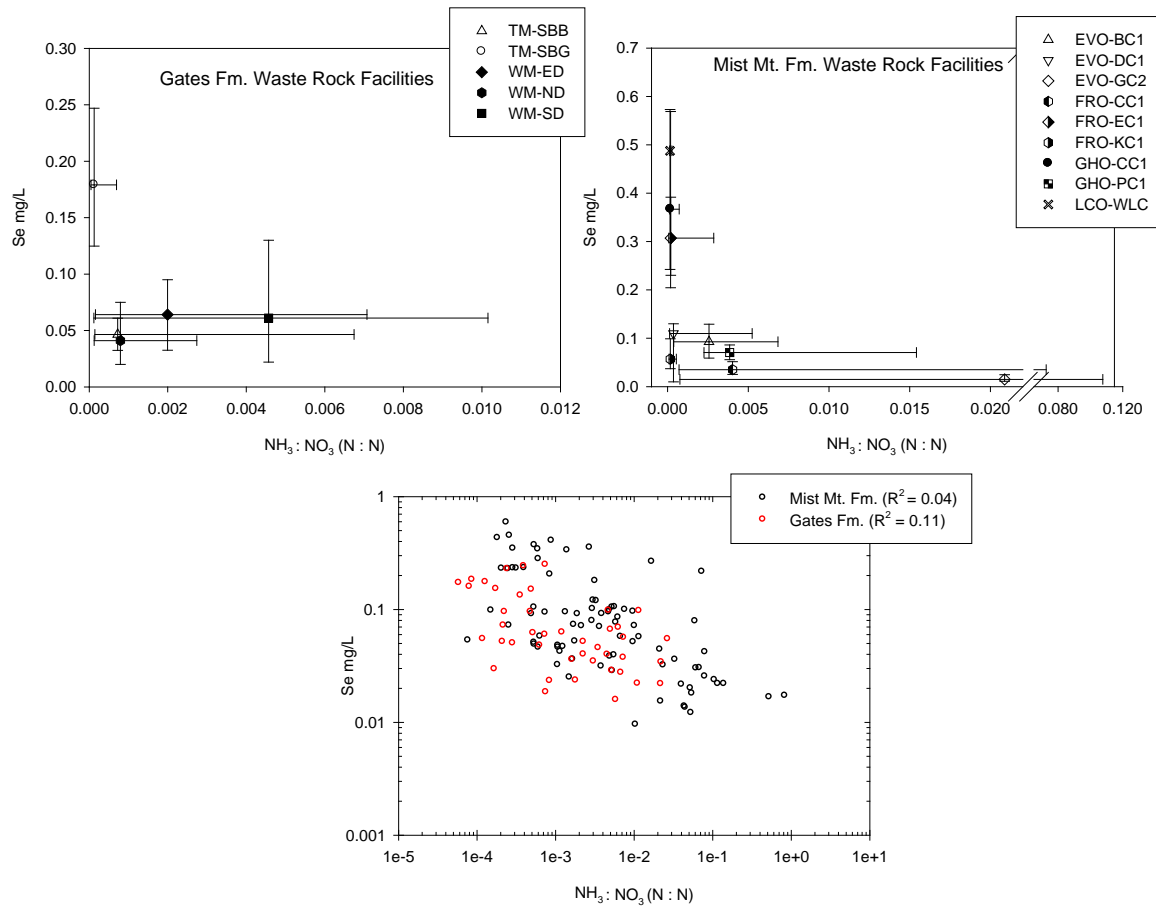 Gates Fm. Waste Rock Facilities
TM-SBB
TM-SBG
WM-ED
WM-ND
WM-SD
Se mg/L
0.30
0.25
0.20
0.15
0.10
0.05
0.00
0.000 0.002 0.004 0.006 0.008 0.010 0.012
NH3 : NO3 (N : N)
Mist Mt. Fm. Waste Rock Facilities
EVO-BC1
EVO-DC1
EVO-GC2
FRO-CC1
FRO-EC1
FRO-KC1
GHO-CC1
GHO-PC1
LCO-WLC
Se mg/L
0.7
0.6
0.5
0.4
0.3
0.2
0.1
0.0
0.000 0.005 0.010 0.015 0.020 0.080 0.120
NH3 : NO3 (N : N)
Mist Mt. Fm. (R2 = 0.04)
Gates Fm. (R2 = 0.11)
Se mg/L
1
0.1
0.01
0.001
1e-5 1e-4 1e-3 1e-2 1e-1 1e+0 1e+1
NH3 : NO3 (N : N)